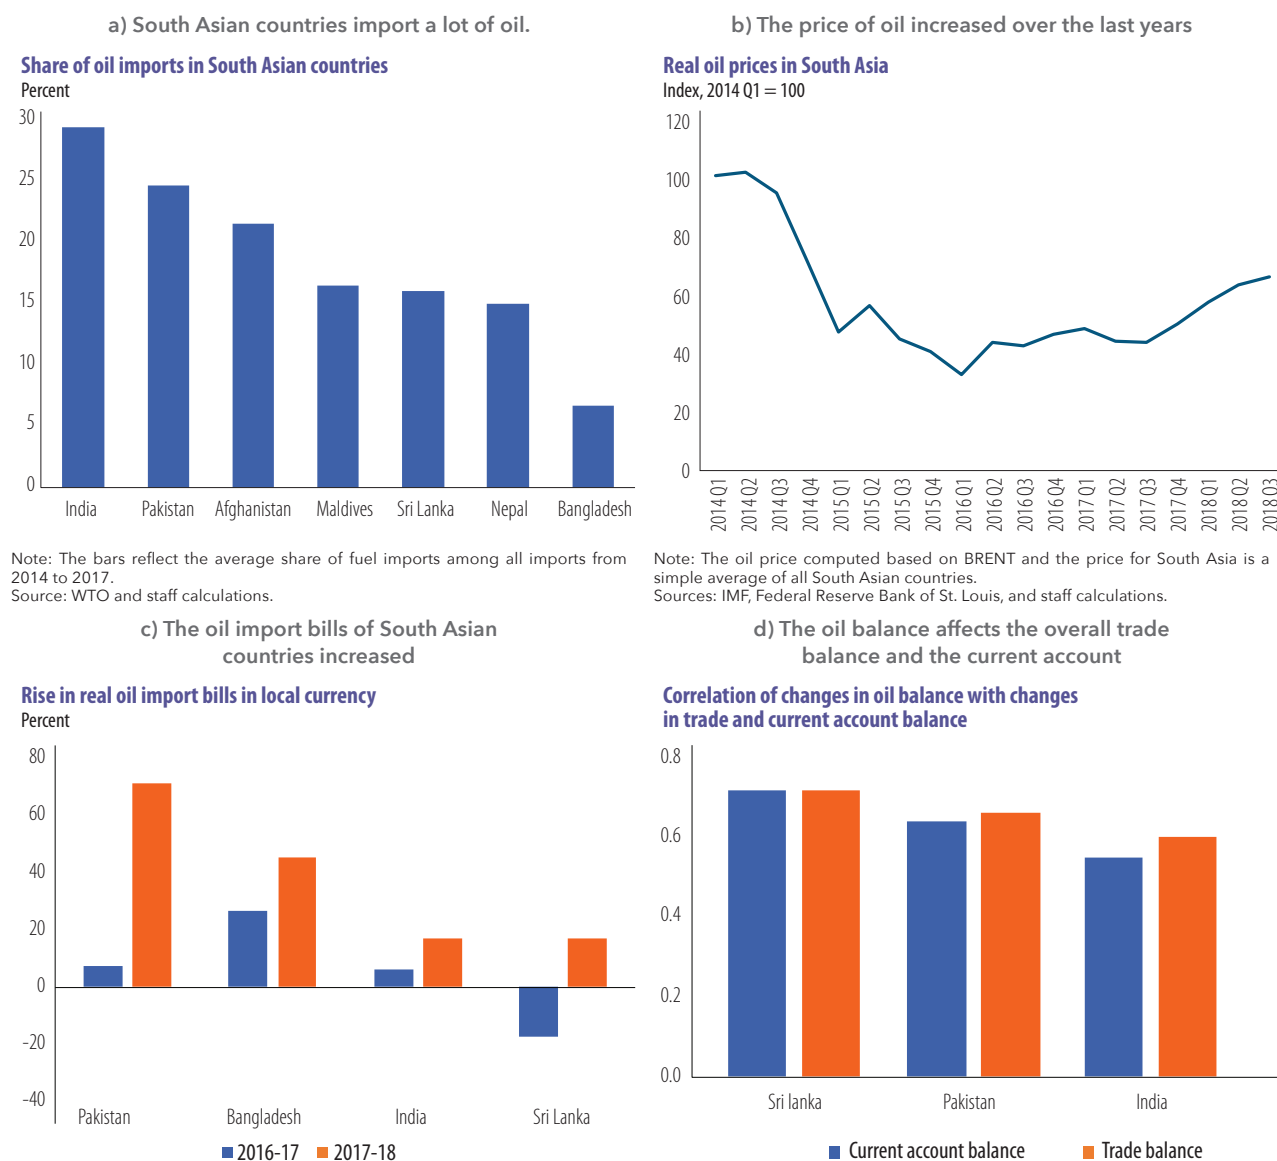 a) South Asian countries import a lot of oil.
Share of oil imports in South Asian countries
Percent
30
25
20
15
10
5
0
India
Pakistan
Afghanistan
Maldives
Sri Lanka
Nepal
Bangladesh
Note: The bars reflect the average share of fuel imports among all imports from
2014 to 2017.
Source: WTO and staff calculations.
b) The price of oil increased over the last years
Real oil prices in South Asia
Index, 2014 Q1 = 100
120
100
80
60
40
20
0
2014 Q1
2014 Q2
2014 Q3
2014 Q4
2015 Q1
2015 Q2
2015 Q3
2015 Q4
2016 Q1
2016 Q2
2016 Q3
2016 Q4
2017 Q1
2017 Q2
2017 Q3
2017 Q4
2018 Q1
2018 Q2
2018 Q3
Note: The oil price computed based on BRENT and the price for South Asia is a
simple average of all South Asian countries.
Sources: IMF, Federal Reserve Bank of St. Louis, and staff calculations.
c) The oil import bills of South Asian
countries increased
Rise in real oil import bills in local currency
Percent
80
60
40
20
0
-20
-40
Pakistan
Bangladesh
India
Sri Lanka
2016-17
2017-18
d) The oil balance affects the overall trade
balance and the current account
Correlation of changes in oil balance with changes
in trade and current account balance
0.8
0.6
0.4
0.2
0.0
Sri lanka
Pakistan
India
Current account balance
Trade balance